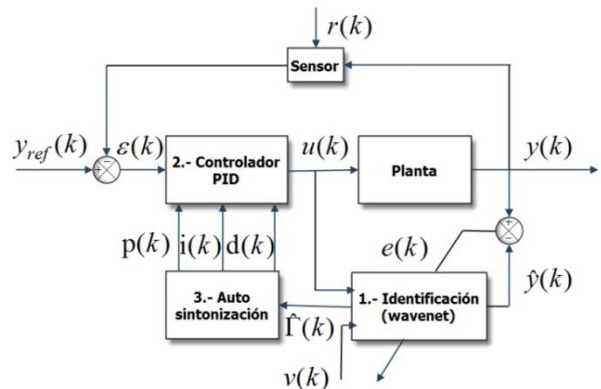 r(k)
Sensor
y_ref(k)
ε(k)
2.- Controlador
PID
u(k)
Planta
y(k)
+
−
p(k) i(k) d(k)
e(k)
+
−
3.- Auto
sintonización
Γ̂(k)
1.- Identificación
(wavenet)
ŷ(k)
v(k)